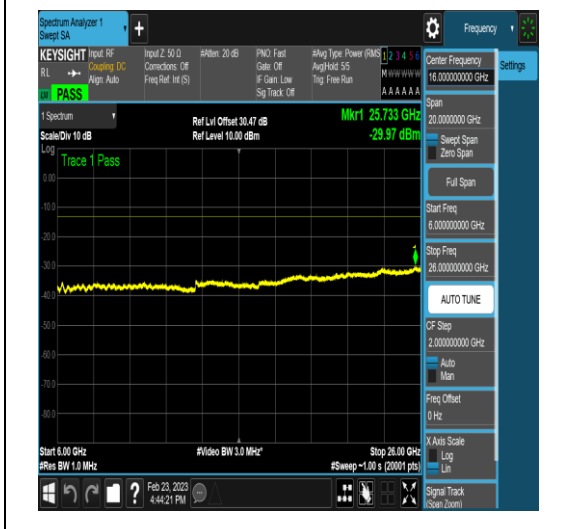 Spectrum Analyzer 1
Swept SA
+
Frequency
KEYSIGHT
RL
PASS
Input: RF
Coupling: DC
Align: Auto
Input Z: 50 Ω
Corrections: Off
Freq Ref: Int (S)
#Atten: 20 dB
PNO: Fast
Gate: Off
IF Gain: Low
Sig Track: Off
#Avg Type: Power (RMS
Avg|Hold: 5/5
Trig: Free Run
1 2 3 4 5 6
M W W W W W
A A A A A A
1 Spectrum
Scale/Div 10 dB
Ref Lvl Offset 30.47 dB
Ref Level 10.00 dBm
Mkr1 25.733 GHz
-29.97 dBm
Log
Trace 1 Pass
0.00
-10.0
-20.0
-30.0
-40.0
-50.0
-60.0
-70.0
-80.0
1
Start 6.00 GHz
#Res BW 1.0 MHz
#Video BW 3.0 MHz*
Stop 26.00 GHz
#Sweep ~1.00 s (20001 pts)
?
Feb 23, 2023
4:44:21 PM
Center Frequency
16.000000000 GHz
Settings
Span
20.0000000 GHz
Swept Span
Zero Span
Full Span
Start Freq
6.000000000 GHz
Stop Freq
26.000000000 GHz
AUTO TUNE
CF Step
2.000000000 GHz
Auto
Man
Freq Offset
0 Hz
X Axis Scale
Log
Lin
Signal Track
(Span Zoom)